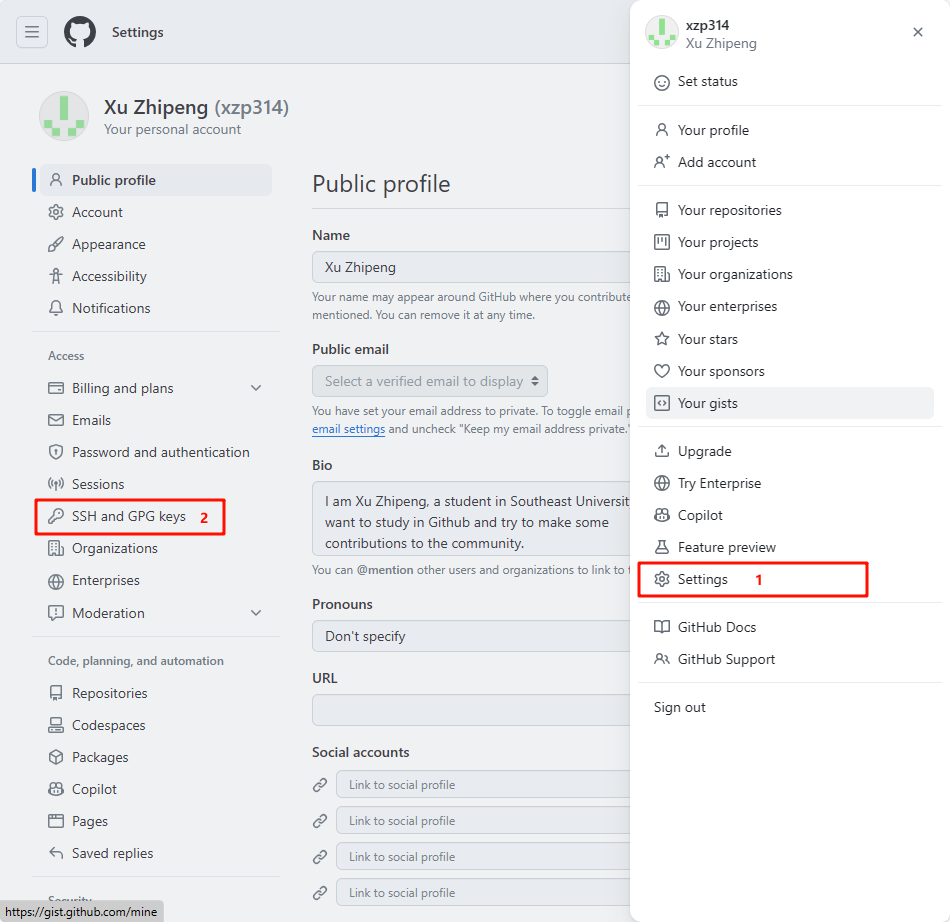 Settings
Xu Zhipeng (xzp314)
Your personal account
Public profile
Account
Appearance
Accessibility
Notifications
Access
Billing and plans
Emails
Password and authentication
Sessions
SSH and GPG keys 2
Organizations
Enterprises
Moderation
Code, planning, and automation
Repositories
Codespaces
Packages
Copilot
Pages
Saved replies
Security
https://gist.github.com/mine
Public profile
Name
Xu Zhipeng
Your name may appear around GitHub where you contribute
mentioned. You can remove it at any time.
Public email
Select a verified email to display
You have set your email address to private. To toggle email
email settings and uncheck "Keep my email address private."
Bio
I am Xu Zhipeng, a student in Southeast Universit
want to study in Github and try to make some
contributions to the community.
You can @mention other users and organizations to link to
Pronouns
Don't specify
URL
Social accounts
Link to social profile
Link to social profile
Link to social profile
Link to social profile
xzp314
Xu Zhipeng
Set status
Your profile
Add account
Your repositories
Your projects
Your organizations
Your enterprises
Your stars
Your sponsors
Your gists
Upgrade
Try Enterprise
Copilot
Feature preview
Settings 1
GitHub Docs
GitHub Support
Sign out